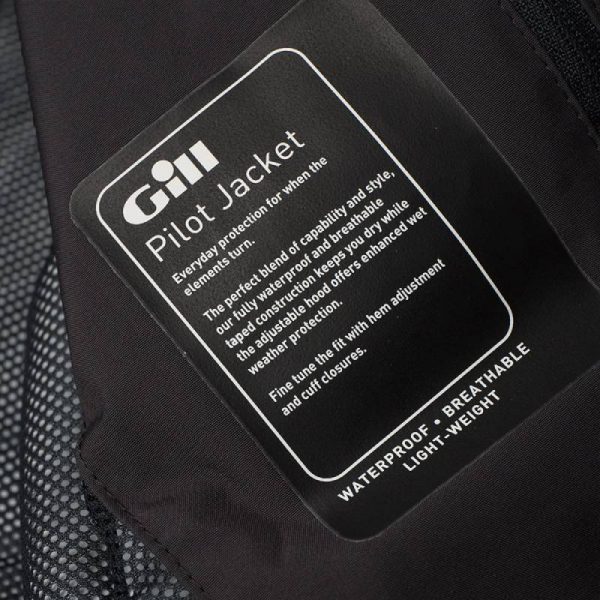 Gill
Pilot Jacket
Everyday protection for when the
elements turn.
The perfect blend of capability and style,
our fully waterproof and breathable
taped construction keeps you dry while
the adjustable hood offers enhanced wet
weather protection.
Fine tune the fit with hem adjustment
and cuff closures.
WATERPROOF • BREATHABLE
LIGHT-WEIGHT